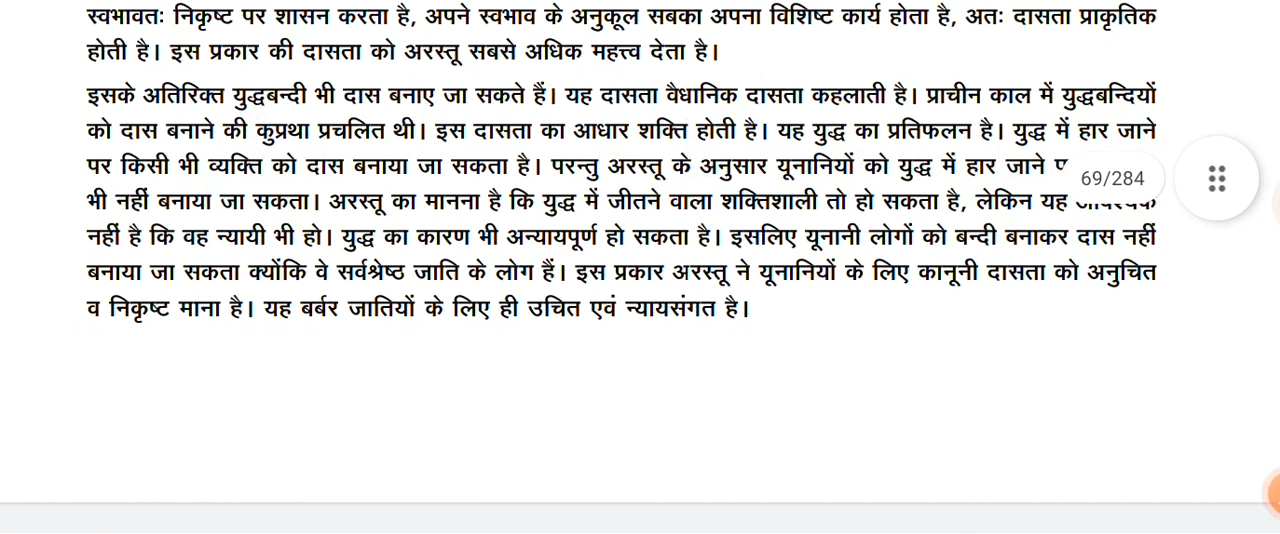 स्वभावतः निकृष्ट पर शासन करता है, अपने स्वभाव के अनुकूल सबका अपना विशिष्ट कार्य होता है, अतः दासता प्राकृतिक
होती है। इस प्रकार की दासता को अरस्तू सबसे अधिक महत्त्व देता है।
इसके अतिरिक्त युद्धबन्दी भी दास बनाए जा सकते हैं। यह दासता वैधानिक दासता कहलाती है। प्राचीन काल में युद्धबन्दियों
को दास बनाने की कुप्रथा प्रचलित थी। इस दासता का आधार शक्ति होती है। यह युद्ध का प्रतिफलन है। युद्ध में हार जाने
पर किसी भी व्यक्ति को दास बनाया जा सकता है। परन्तु अरस्तू के अनुसार यूनानियों को युद्ध में हार जाने
69/284
भी नहीं बनाया जा सकता। अरस्तू का मानना है कि युद्ध में जीतने वाला शक्तिशाली तो हो सकता है, लेकिन यह
नहीं है कि वह न्यायी भी हो। युद्ध का कारण भी अन्यायपूर्ण हो सकता है। इसलिए यूनानी लोगों को बन्दी बनाकर दास नहीं
बनाया जा सकता क्योंकि वे सर्वश्रेष्ठ जाति के लोग हैं। इस प्रकार अरस्तू ने यूनानियों के लिए कानूनी दासता को अनुचित
व निकृष्ट माना है। यह बर्बर जातियों के लिए ही उचित एवं न्यायसंगत है।